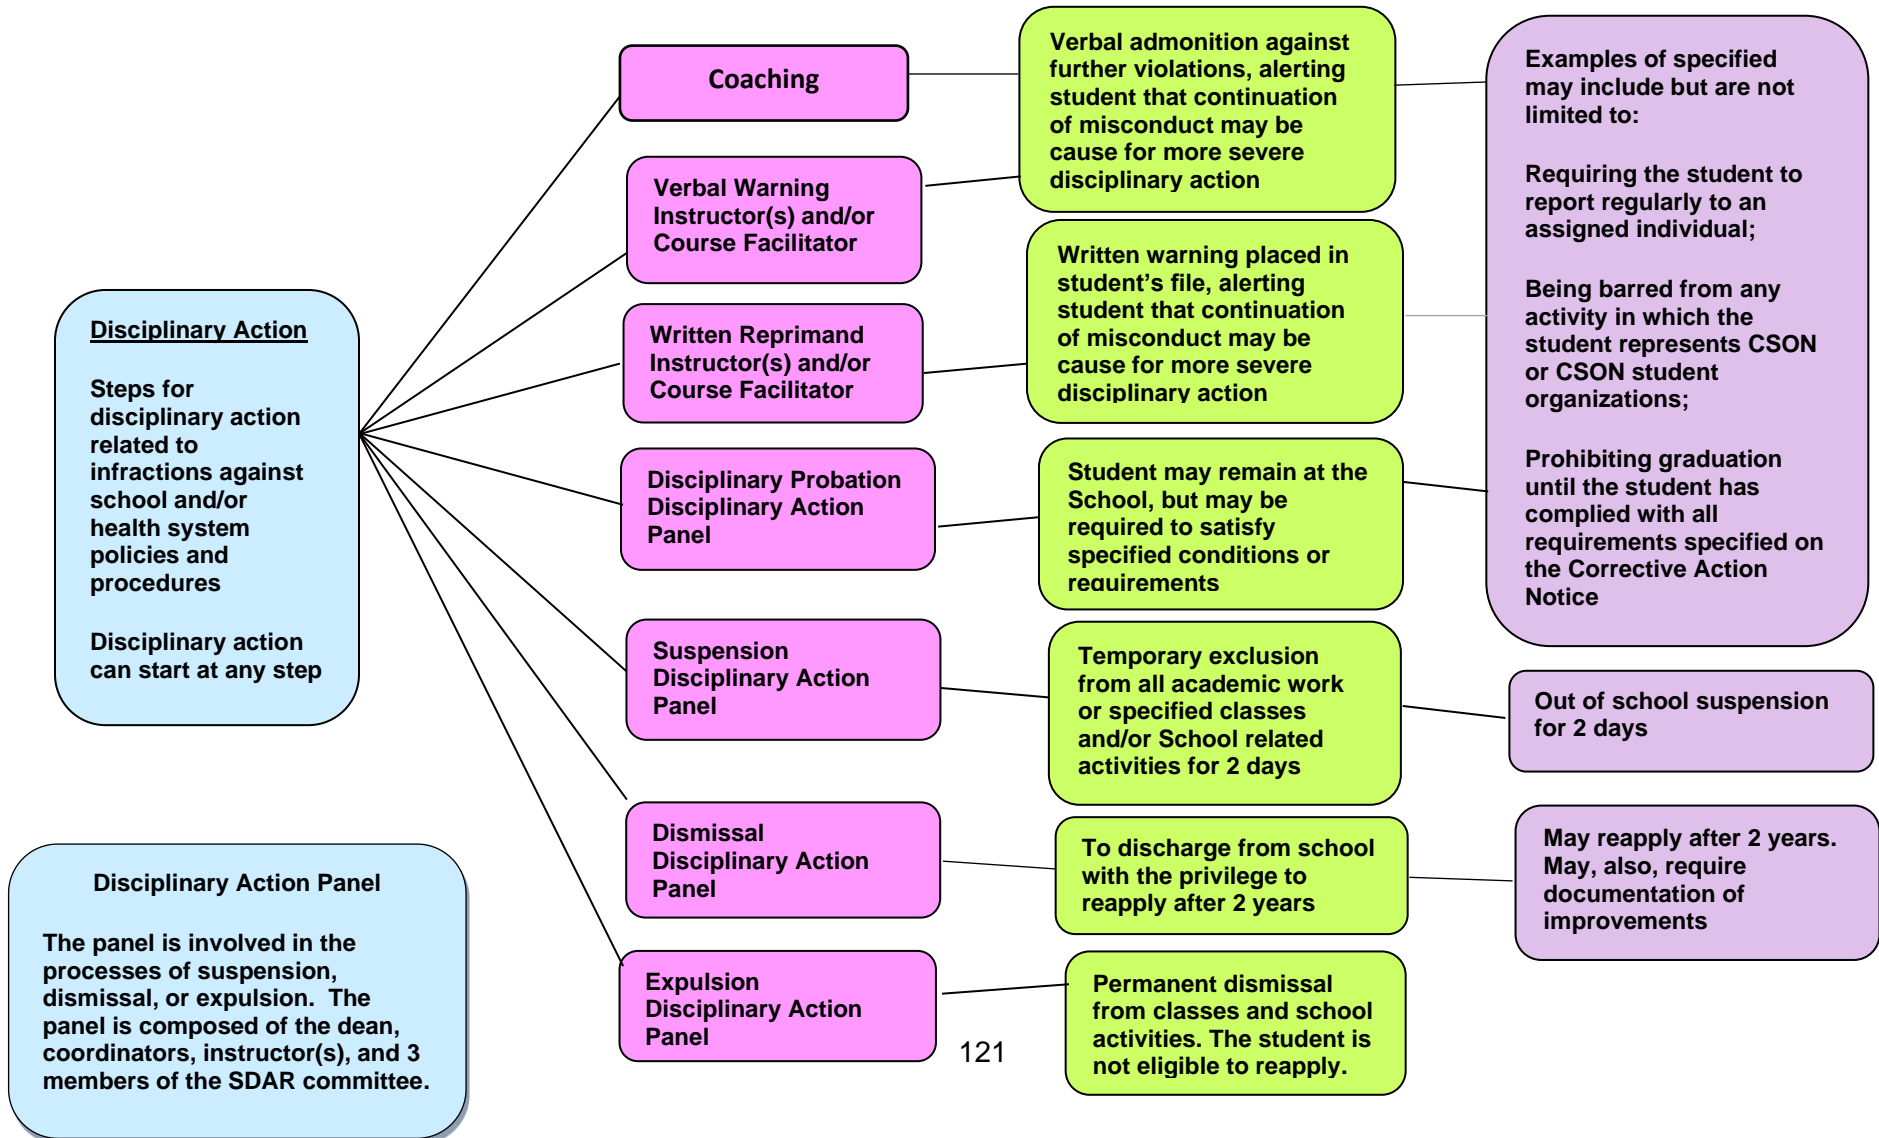 Disciplinary Action
Steps for
disciplinary action
related to
infractions against
school and/or
health system
policies and
procedures
Disciplinary action
can start at any step
Disciplinary Action Panel
The panel is involved in the
processes of suspension,
dismissal, or expulsion.  The
panel is composed of the dean,
coordinators, instructor(s), and 3
members of the SDAR committee.
Coaching
Verbal Warning
Instructor(s) and/or
Course Facilitator
Written Reprimand
Instructor(s) and/or
Course Facilitator
Disciplinary Probation
Disciplinary Action
Panel
Suspension
Disciplinary Action
Panel
Dismissal
Disciplinary Action
Panel
Expulsion
Disciplinary Action
Panel
Verbal admonition against
further violations, alerting
student that continuation
of misconduct may be
cause for more severe
disciplinary action
Written warning placed in
student’s file, alerting
student that continuation
of misconduct may be
cause for more severe
disciplinary action
Student may remain at the
School, but may be
required to satisfy
specified conditions or
requirements
Temporary exclusion
from all academic work
or specified classes
and/or School related
activities for 2 days
To discharge from school
with the privilege to
reapply after 2 years
Permanent dismissal
from classes and school
activities. The student is
not eligible to reapply.
Examples of specified
may include but are not
limited to:
Requiring the student to
report regularly to an
assigned individual;
Being barred from any
activity in which the
student represents CSON
or CSON student
organizations;
Prohibiting graduation
until the student has
complied with all
requirements specified on
the Corrective Action
Notice
Out of school suspension
for 2 days
May reapply after 2 years.
May, also, require
documentation of
improvements
121